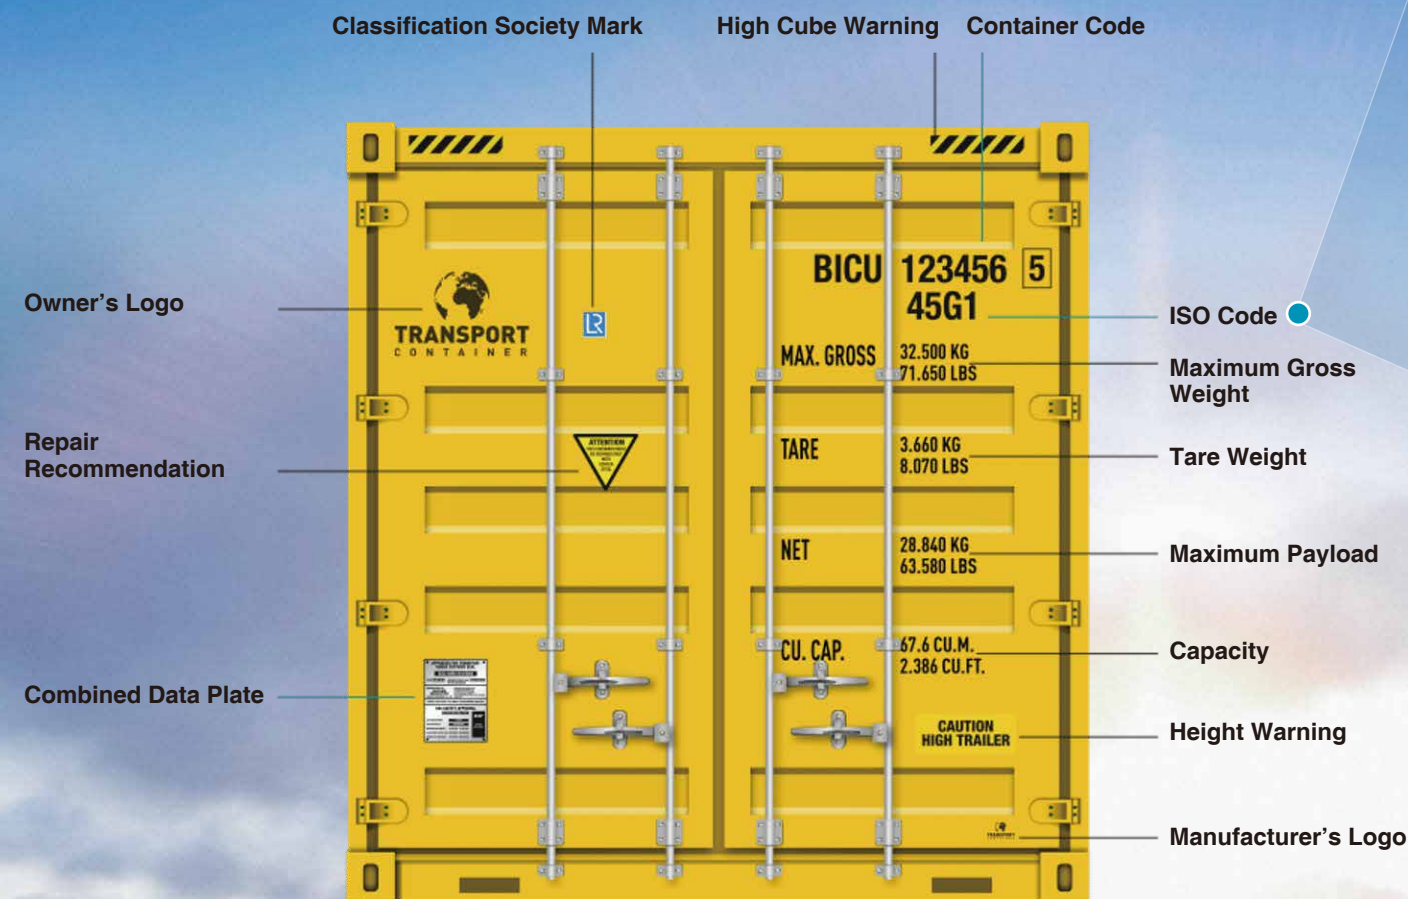 Classification Society Mark
High Cube Warning
Container Code
BICU 123456 5
45G1
Owner’s Logo
TRANSPORT
CONTAINER
LR
ISO Code
MAX. GROSS 32.500 KG
71.650 LBS
Maximum Gross
Weight
Repair
Recommendation
ATTENTION
TARE 3.660 KG
8.070 LBS
Tare Weight
NET 28.840 KG
63.580 LBS
Maximum Payload
CU. CAP. 67.6 CU.M.
2.386 CU.FT.
Capacity
Combined Data Plate
CAUTION
HIGH TRAILER
Height Warning
TRANSPORT
Manufacturer’s Logo